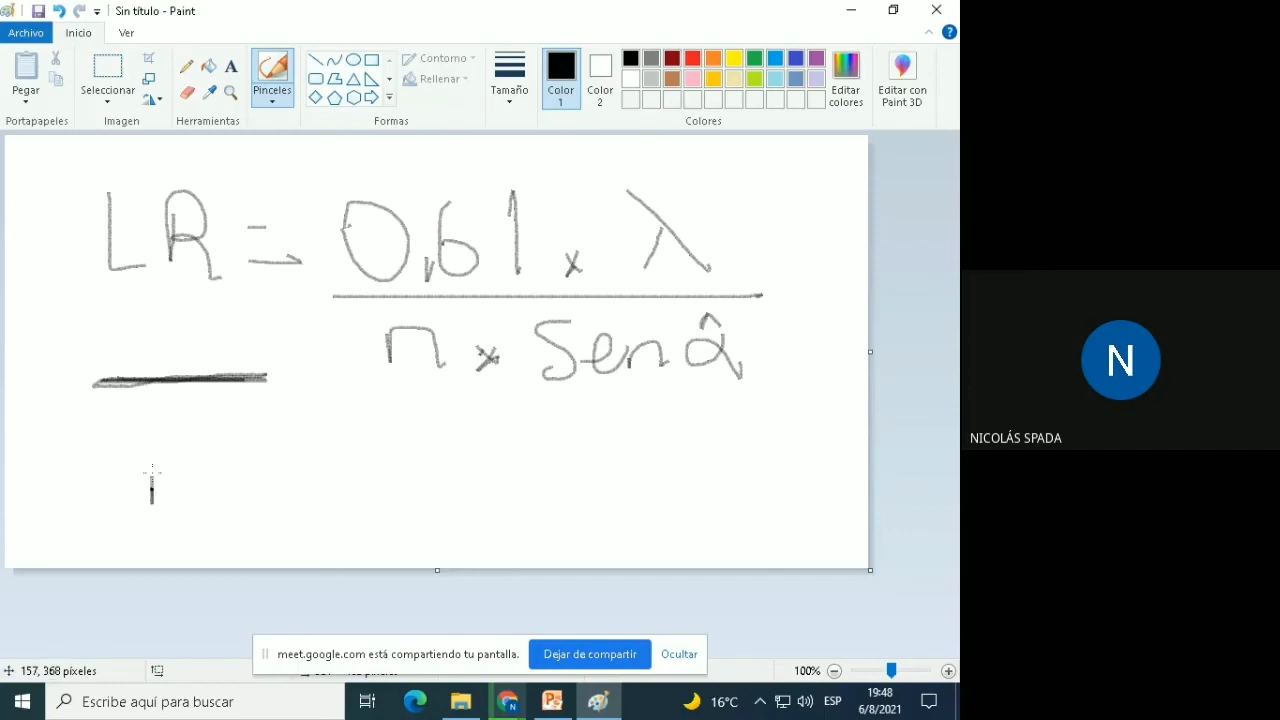 Sin título - Paint
Archivo Inicio Ver
Pegar
Seleccionar
Pinceles
Contorno
Rellenar
Tamaño
Color 1
Color 2
Editar colores
Editar con Paint 3D
Portapapeles Imagen Herramientas Formas Colores
LR = 0,61 x λ
n x Sen α̂
NICOLÁS SPADA
N
meet.google.com está compartiendo tu pantalla. Dejar de compartir Ocultar
157, 368 píxeles 100%
Escribe aquí para buscar 16°C ESP 19:48
6/8/2021